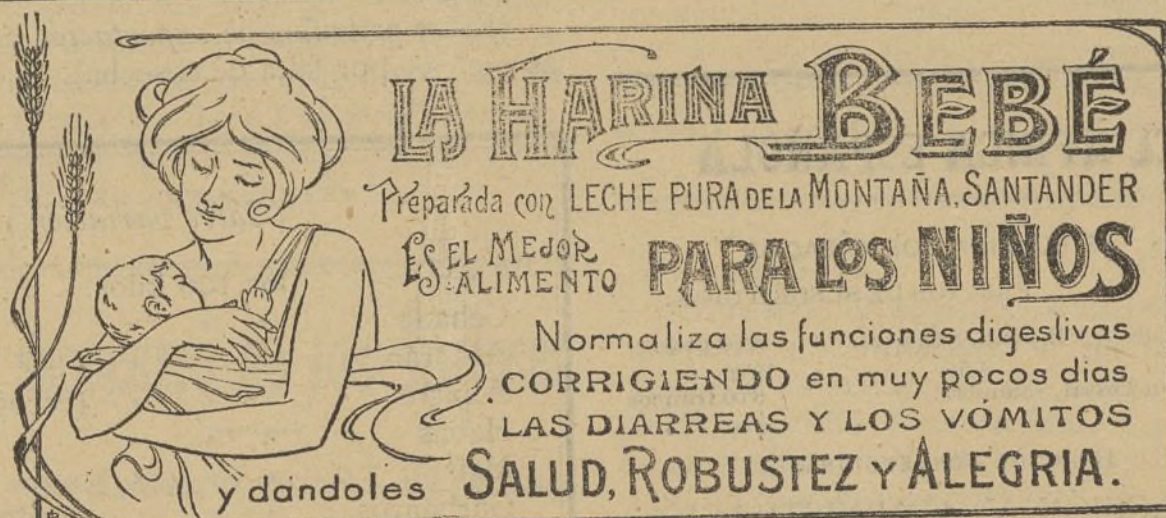 LA HARINA BEBÉ
Preparada con LECHE PURA DE LA MONTAÑA, SANTANDER
ES EL MEJOR
ALIMENTO PARA LOS NIÑOS
Normaliza las funciones digestivas
CORRIGIENDO en muy pocos dias
LAS DIARREAS Y LOS VÓMITOS
y dandoles SALUD, ROBUSTEZ Y ALEGRIA.